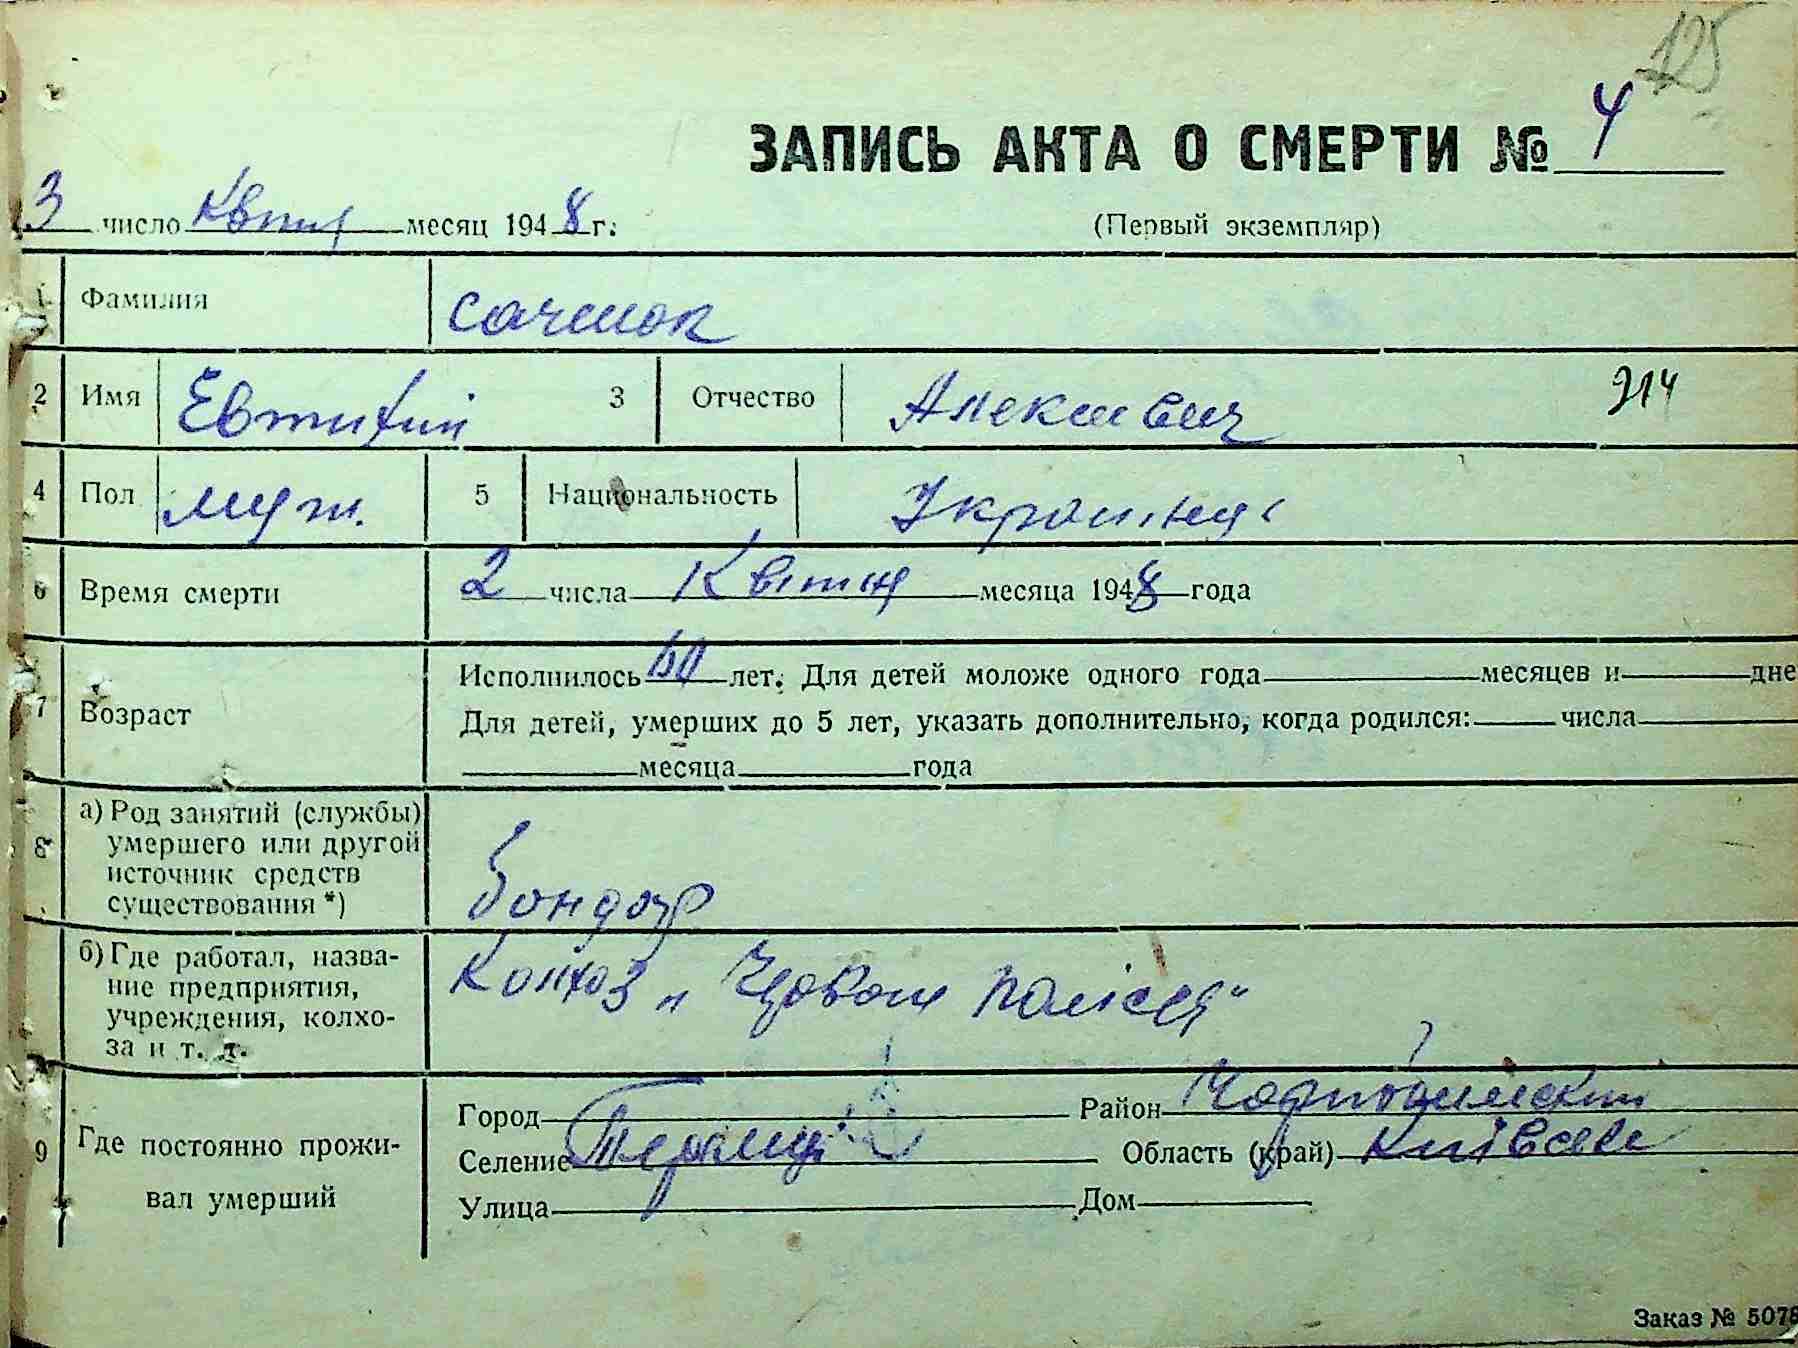 125
ЗАПИСЬ АКТА О СМЕРТИ № 4
3 число Квітня месяц 1948 г.
(Первый экземпляр)
1 Фамилия
2 Имя Евтифий 3 Отчество Алексиевич 214
4 Пол муж. 5 Национальность Українець
6 Время смерти 2 числа Квітня месяца 1948 года
7 Возраст Исполнилось 60 лет. Для детей моложе одного года месяцев и дне
Для детей, умерших до 5 лет, указать дополнительно, когда родился: числа
месяца года
8 а) Род занятий (службы)
умершего или другой
источник средств
существования *) Бондар
б) Где работал, назва-
ние предприятия,
учреждения, колхо-
за и т. д.
Колхоз „Червоне Полісся"
9 Где постоянно прожи-
вал умерший
Город Район Чорнобильский
Селение Теремці Область (край) Київська
Улица Дом
Заказ № 5078